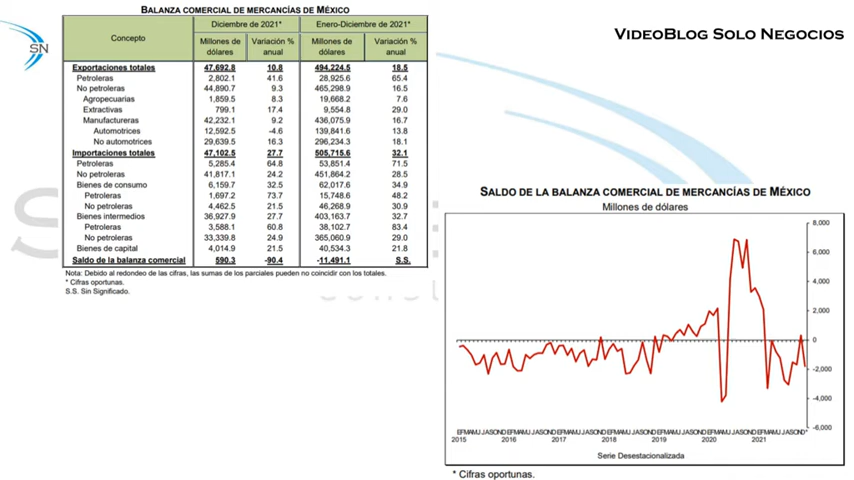 BALANZA COMERCIAL DE MERCANCÍAS DE MÉXICO
VIDEOBLOG SOLO NEGOCIOS
SN
Concepto Diciembre de 2021* Enero-Diciembre de 2021*
Millones de dólares Variación % anual Millones de dólares Variación % anual
Exportaciones totales 47,692.8 10.8 494,224.5 18.5
Petroleras 2,802.1 41.6 28,925.6 65.4
No petroleras 44,890.7 9.3 465,298.9 16.5
Agropecuarias 1,859.5 8.3 19,668.2 7.6
Extractivas 799.1 17.4 9,554.8 29.0
Manufactureras 42,232.1 9.2 436,075.9 16.7
Automotrices 12,592.5 -4.6 139,841.6 13.8
No automotrices 29,639.5 16.3 296,234.3 18.1
Importaciones totales 47,102.5 27.7 505,715.6 32.1
Petroleras 5,285.4 64.8 53,851.4 71.5
No petroleras 41,817.1 24.2 451,864.2 28.5
Bienes de consumo 6,159.7 32.5 62,017.6 34.9
Petroleras 1,697.2 73.7 15,748.6 48.2
No petroleras 4,462.5 21.5 46,268.9 30.9
Bienes intermedios 36,927.9 27.7 403,163.7 32.7
Petroleras 3,588.1 60.8 38,102.7 83.4
No petroleras 33,339.8 24.9 365,060.9 29.0
Bienes de capital 4,014.9 21.5 40,534.3 21.8
Saldo de la balanza comercial 590.3 -90.4 -11,491.1 S.S.
Nota: Debido al redondeo de las cifras, las sumas de los parciales pueden no coincidir con los totales.
* Cifras oportunas.
S.S. Sin Significado.
SALDO DE LA BALANZA COMERCIAL DE MERCANCÍAS DE MÉXICO
Millones de dólares
8,000
6,000
4,000
2,000
0
-2,000
-4,000
-6,000
EFMAMJJASOND EFMAMJJASOND EFMAMJJASOND EFMAMJJASOND EFMAMJJASOND EFMAMJJASOND EFMAMJJASOND*
2015 2016 2017 2018 2019 2020 2021
Serie Desestacionalizada
* Cifras oportunas.